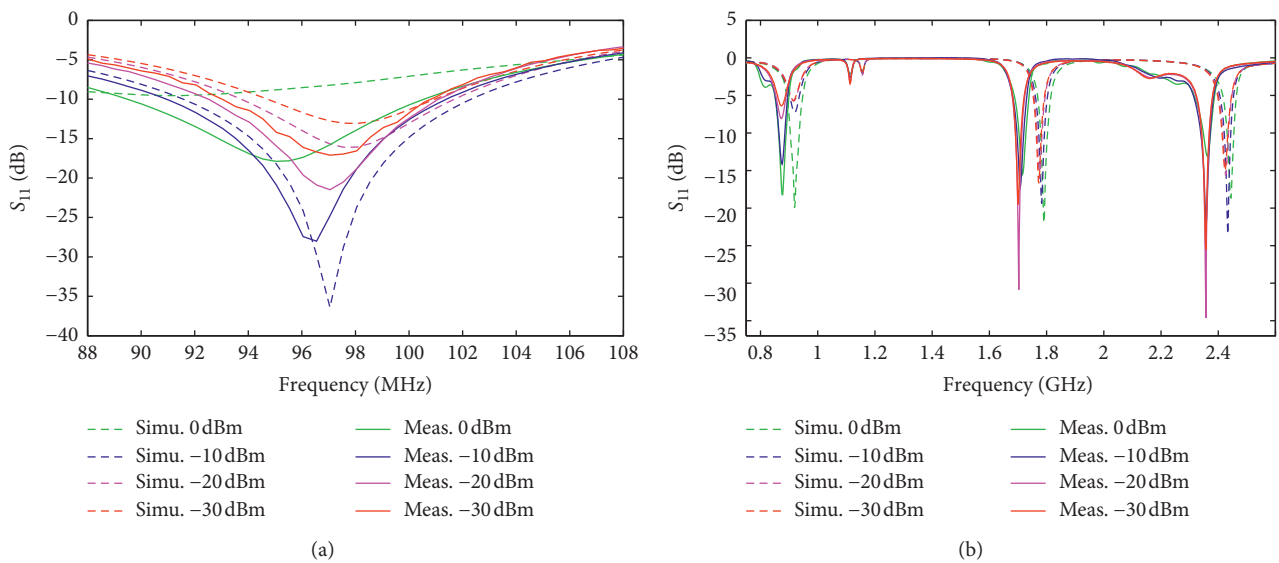 0
−5
−10
−15
−20
−25
−30
−35
−40
S11 (dB)
88 90 92 94 96 98 100 102 104 106 108
Frequency (MHz)
Simu. 0 dBm
Simu. −10 dBm
Simu. −20 dBm
Simu. −30 dBm
Meas. 0 dBm
Meas. −10 dBm
Meas. −20 dBm
Meas. −30 dBm
(a)
5
0
−5
−10
−15
−20
−25
−30
−35
S11 (dB)
0.8 1 1.2 1.4 1.6 1.8 2 2.2 2.4
Frequency (GHz)
Simu. 0 dBm
Simu. −10 dBm
Simu. −20 dBm
Simu. −30 dBm
Meas. 0 dBm
Meas. −10 dBm
Meas. −20 dBm
Meas. −30 dBm
(b)